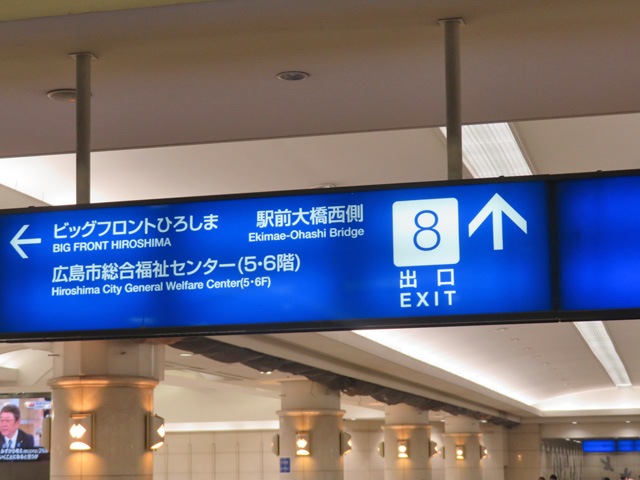 ビッグフロントひろしま
BIG FRONT HIROSHIMA
広島市総合福祉センター(5・6階)
Hiroshima City General Welfare Center(5・6F)
駅前大橋西側
Ekimae-Ohashi Bridge
8
出口
EXIT